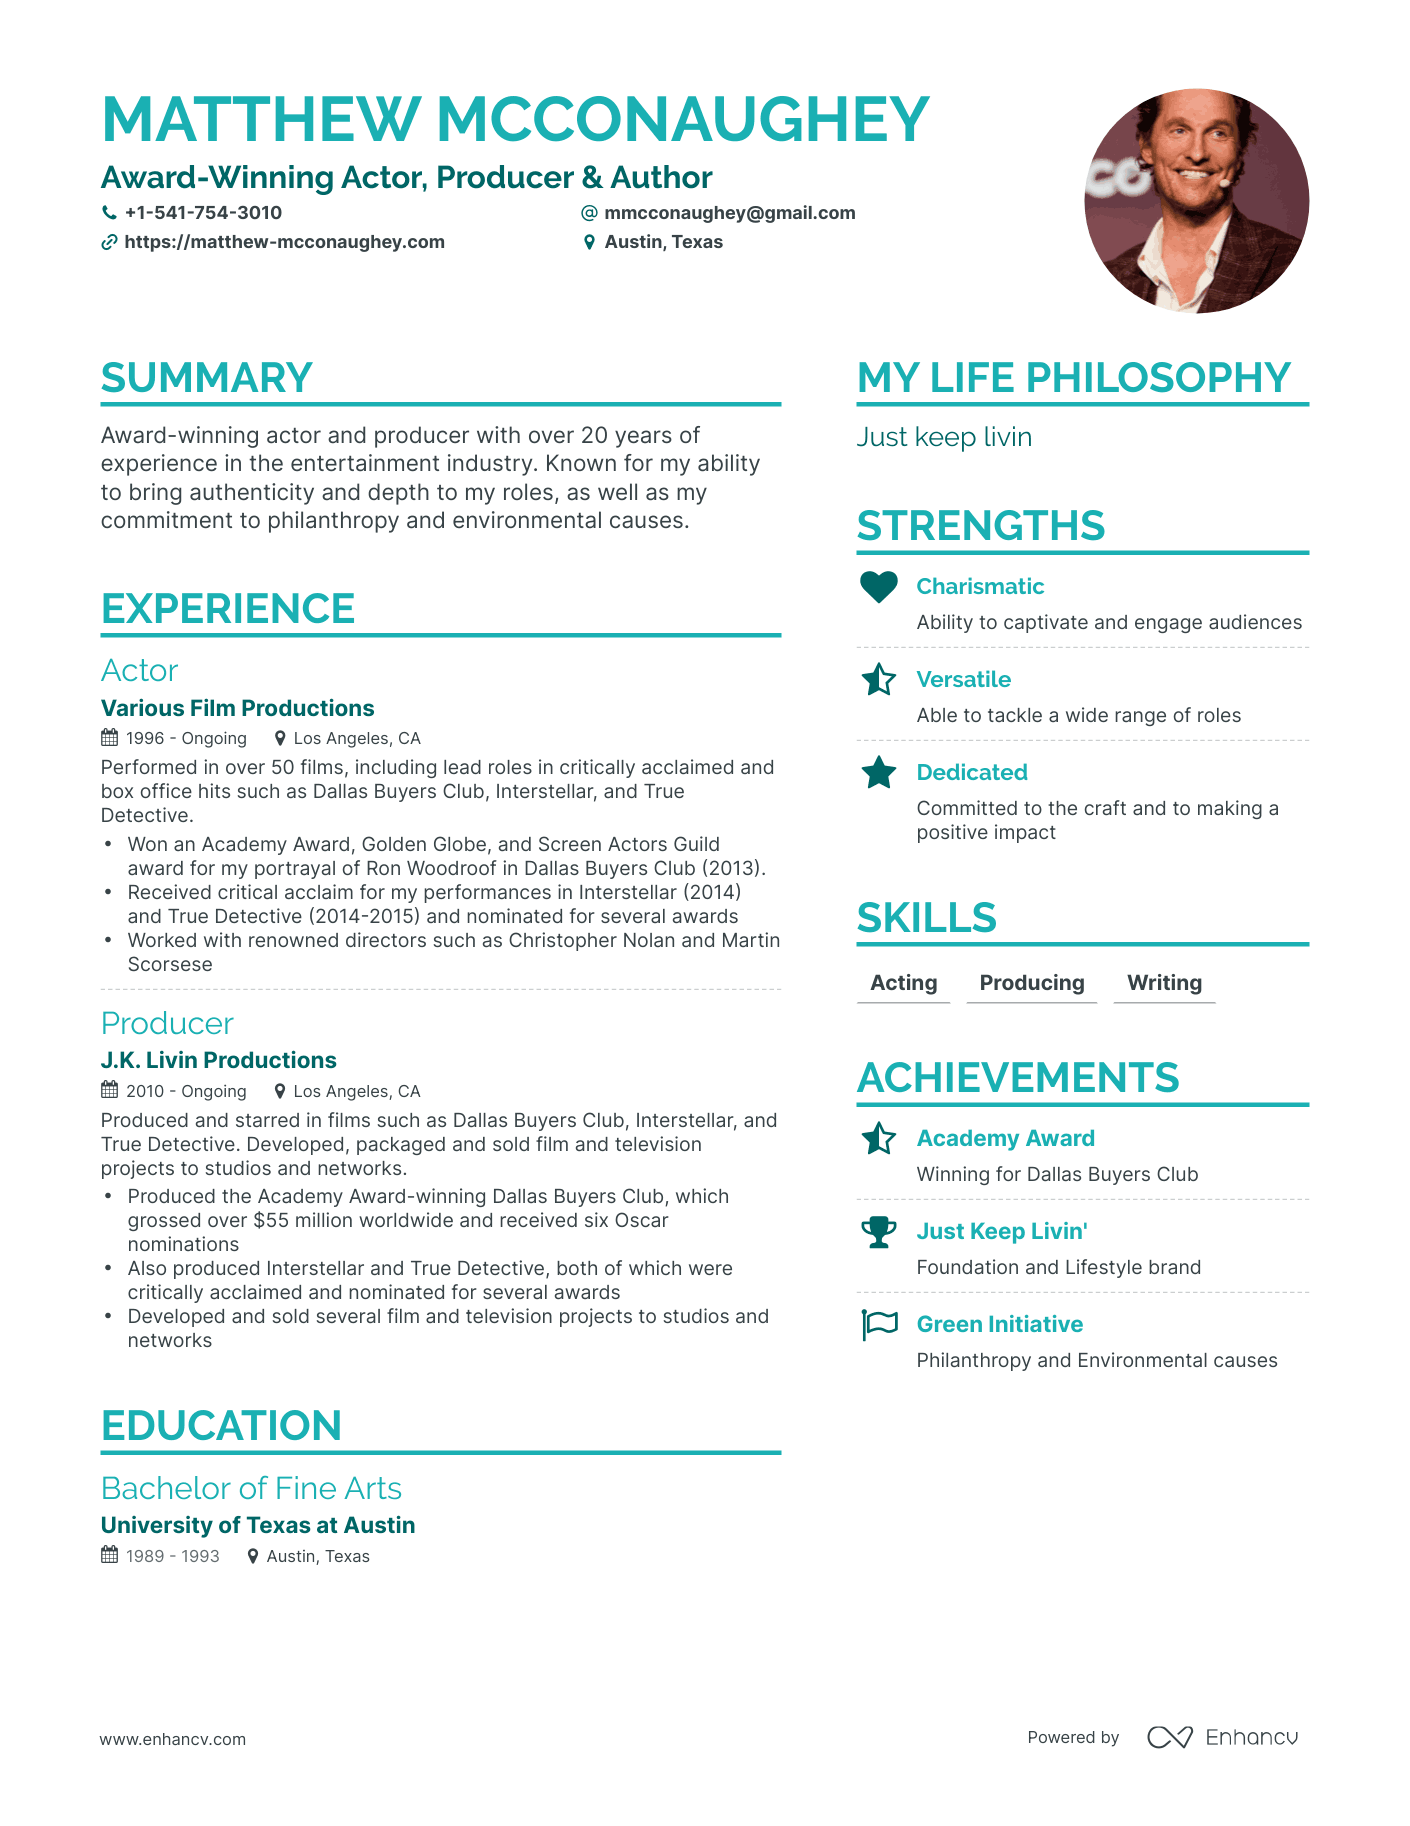 MATTHEW MCCONAUGHEY
Award-Winning Actor, Producer & Author
+1-541-754-3010
mmcconaughey@gmail.com
https://matthew-mcconaughey.com
Austin, Texas
CO
SUMMARY
Award-winning actor and producer with over 20 years of
experience in the entertainment industry. Known for my ability
to bring authenticity and depth to my roles, as well as my
commitment to philanthropy and environmental causes.
EXPERIENCE
Actor
Various Film Productions
1996 - Ongoing
Los Angeles, CA
Performed in over 50 films, including lead roles in critically acclaimed and
box office hits such as Dallas Buyers Club, Interstellar, and True
Detective.
• Won an Academy Award, Golden Globe, and Screen Actors Guild
award for my portrayal of Ron Woodroof in Dallas Buyers Club (2013).
• Received critical acclaim for my performances in Interstellar (2014)
and True Detective (2014-2015) and nominated for several awards
• Worked with renowned directors such as Christopher Nolan and Martin
Scorsese
Producer
J.K. Livin Productions
2010 - Ongoing
Los Angeles, CA
Produced and starred in films such as Dallas Buyers Club, Interstellar, and
True Detective. Developed, packaged and sold film and television
projects to studios and networks.
• Produced the Academy Award-winning Dallas Buyers Club, which
grossed over $55 million worldwide and received six Oscar
nominations
• Also produced Interstellar and True Detective, both of which were
critically acclaimed and nominated for several awards
• Developed and sold several film and television projects to studios and
networks
EDUCATION
Bachelor of Fine Arts
University of Texas at Austin
1989 - 1993
Austin, Texas
MY LIFE PHILOSOPHY
Just keep livin
STRENGTHS
Charismatic
Ability to captivate and engage audiences
Versatile
Able to tackle a wide range of roles
Dedicated
Committed to the craft and to making a
positive impact
SKILLS
Acting
Producing
Writing
ACHIEVEMENTS
Academy Award
Winning for Dallas Buyers Club
Just Keep Livin'
Foundation and Lifestyle brand
Green Initiative
Philanthropy and Environmental causes
www.enhancv.com
Powered by
Enhancv